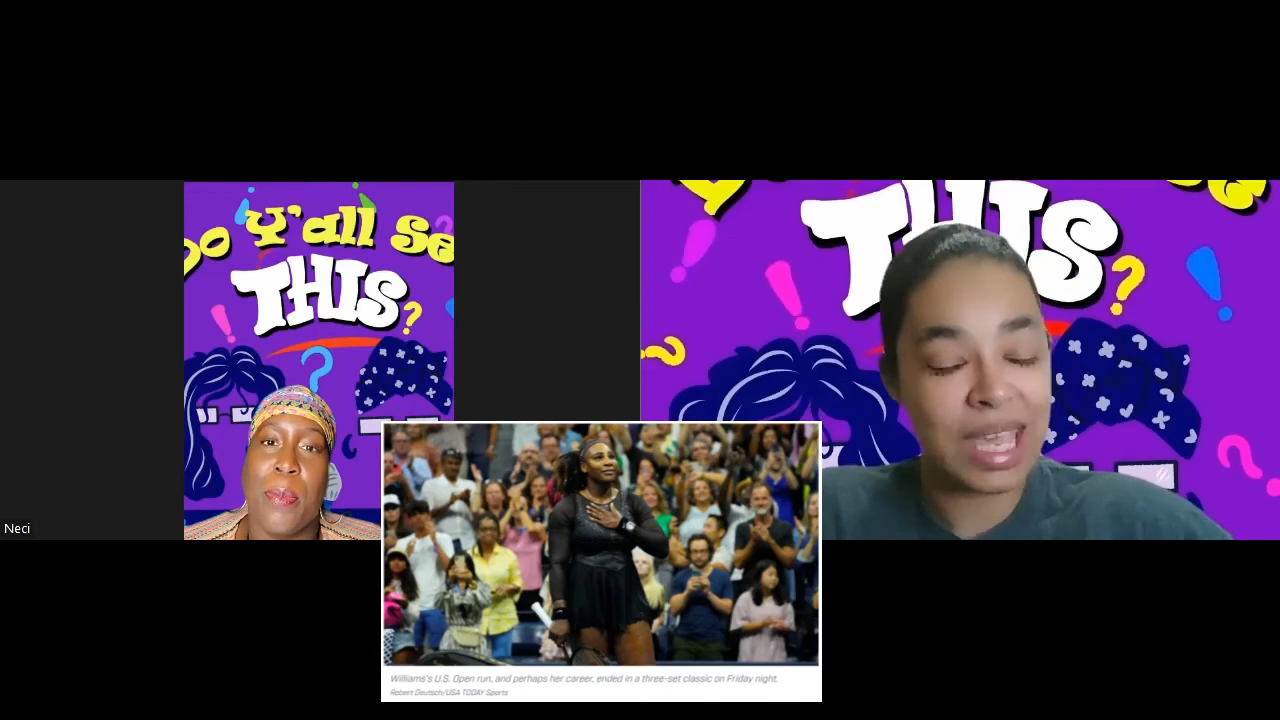 Do Y'all Se
THIS?
THIS?
Neci
Williams's U.S. Open run, and perhaps her career, ended in a three-set classic on Friday night.
Robert Deutsch/USA TODAY Sports